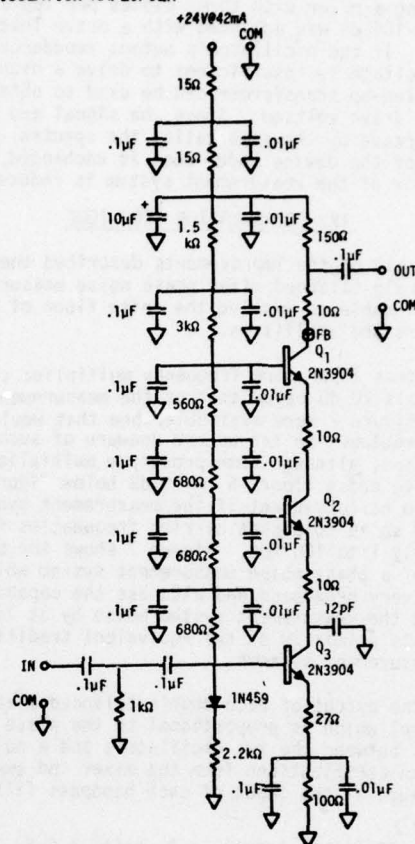 +24V@42mA
COM
15Ω
.1μF
15Ω
.01μF
+
10μF
1.5
kΩ
.01μF
150Ω
.1μF
OUT
.1μF
3kΩ
.01μF
10Ω
COM
FB
Q1
2N3904
.1μF
560Ω
.01μF
10Ω
.1μF
680Ω
.01μF
Q2
2N3904
.1μF
680Ω
.01μF
10Ω
12pF
680Ω
Q3
2N3904
IN
.1μF
.1μF
1N459
27Ω
COM
1kΩ
2.2kΩ
.1μF
100Ω
.01μF